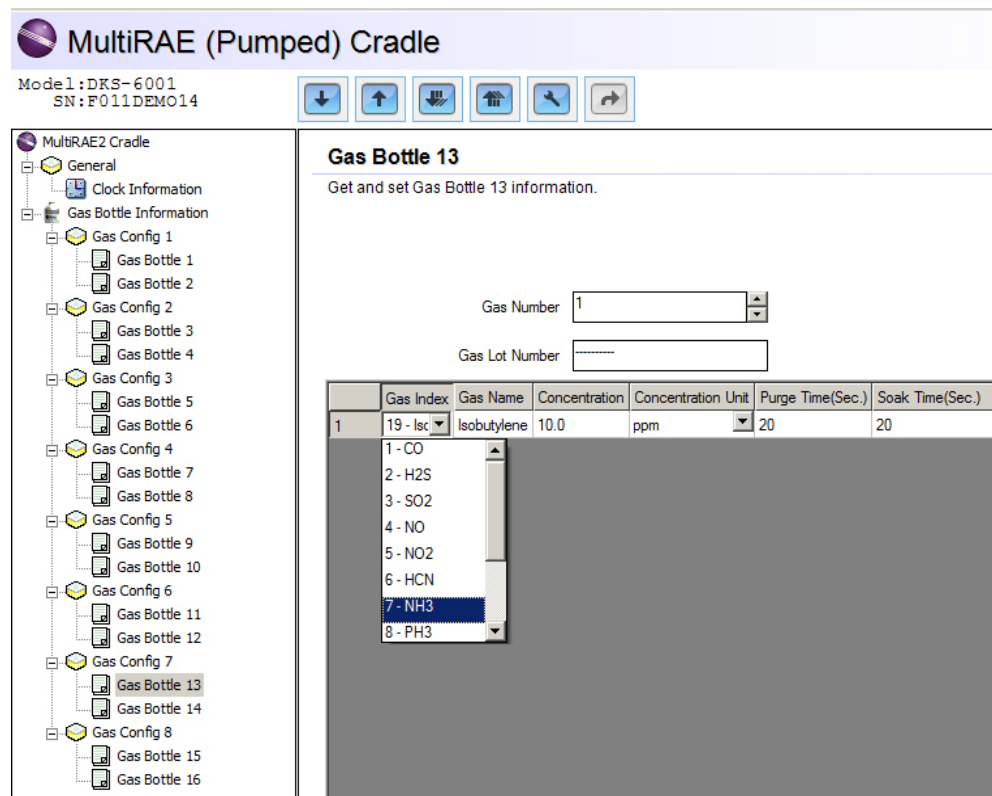 MultiRAE (Pumped) Cradle
Model:DKS-6001
SN:F011DEMO14
MultiRAE2 Cradle
General
Clock Information
Gas Bottle Information
Gas Config 1
Gas Bottle 1
Gas Bottle 2
Gas Config 2
Gas Bottle 3
Gas Bottle 4
Gas Config 3
Gas Bottle 5
Gas Bottle 6
Gas Config 4
Gas Bottle 7
Gas Bottle 8
Gas Config 5
Gas Bottle 9
Gas Bottle 10
Gas Config 6
Gas Bottle 11
Gas Bottle 12
Gas Config 7
Gas Bottle 13
Gas Bottle 14
Gas Config 8
Gas Bottle 15
Gas Bottle 16
Gas Bottle 13
Get and set Gas Bottle 13 information.
Gas Number 1
Gas Lot Number ----------
Gas Index Gas Name Concentration Concentration Unit Purge Time(Sec.) Soak Time(Sec.)
1 19 - Isc Isobutylene 10.0 ppm 20 20
1 - CO
2 - H2S
3 - SO2
4 - NO
5 - NO2
6 - HCN
7 - NH3
8 - PH3